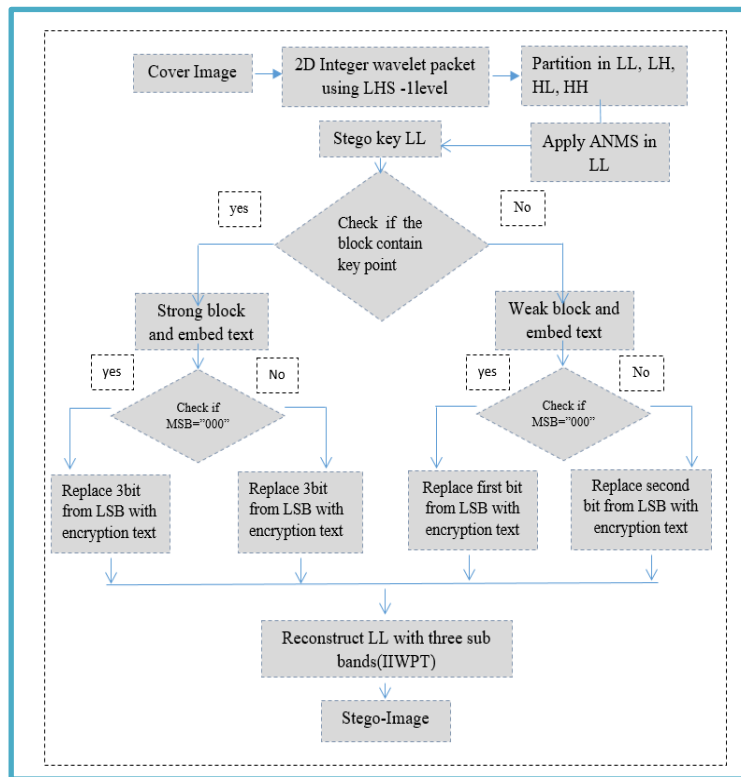 Cover Image
2D Integer wavelet packet
using LHS -1level
Partition in LL, LH,
HL, HH
Stego key LL
Apply ANMS in
LL
yes
No
Check if the
block contain
key point
Strong block
and embed text
Weak block and
embed text
yes
No
Check if
MSB=”000”
yes
No
Check if
MSB=”000”
Replace 3bit
from LSB with
encryption text
Replace 3bit
from LSB with
encryption text
Replace first bit
from LSB with
encryption text
Replace second
bit from LSB with
encryption text
Reconstruct LL with three sub
bands(IIWPT)
Stego-Image